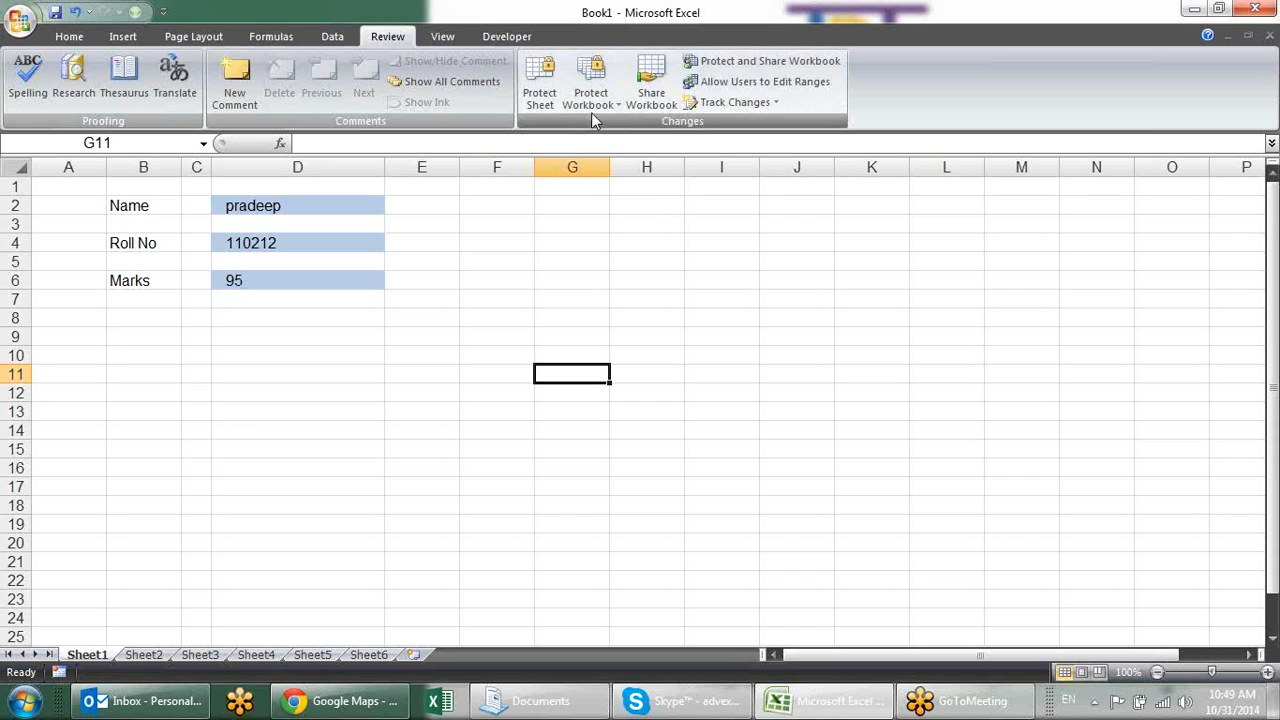 Book1 - Microsoft Excel
Home Insert Page Layout Formulas Data Review View Developer
ABC
Spelling Research Thesaurus Translate
Proofing
New Comment Delete Previous Next
Show/Hide Comment
Show All Comments
Show Ink
Comments
Protect Sheet Protect Workbook Share Workbook
Protect and Share Workbook
Allow Users to Edit Ranges
Track Changes
Changes
G11 fx
A B C D E F G H I J K L M N O P
1
2 Name pradeep
3
4 Roll No 110212
5
6 Marks 95
7
8
9
10
11
12
13
14
15
16
17
18
19
20
21
22
23
24
25
Sheet1 Sheet2 Sheet3 Sheet4 Sheet5 Sheet6
Ready 100%
Inbox - Personal... Google Maps - ... Documents Skype™ - advex... Microsoft Excel ... GoToMeeting EN 10:49 AM
10/31/2014